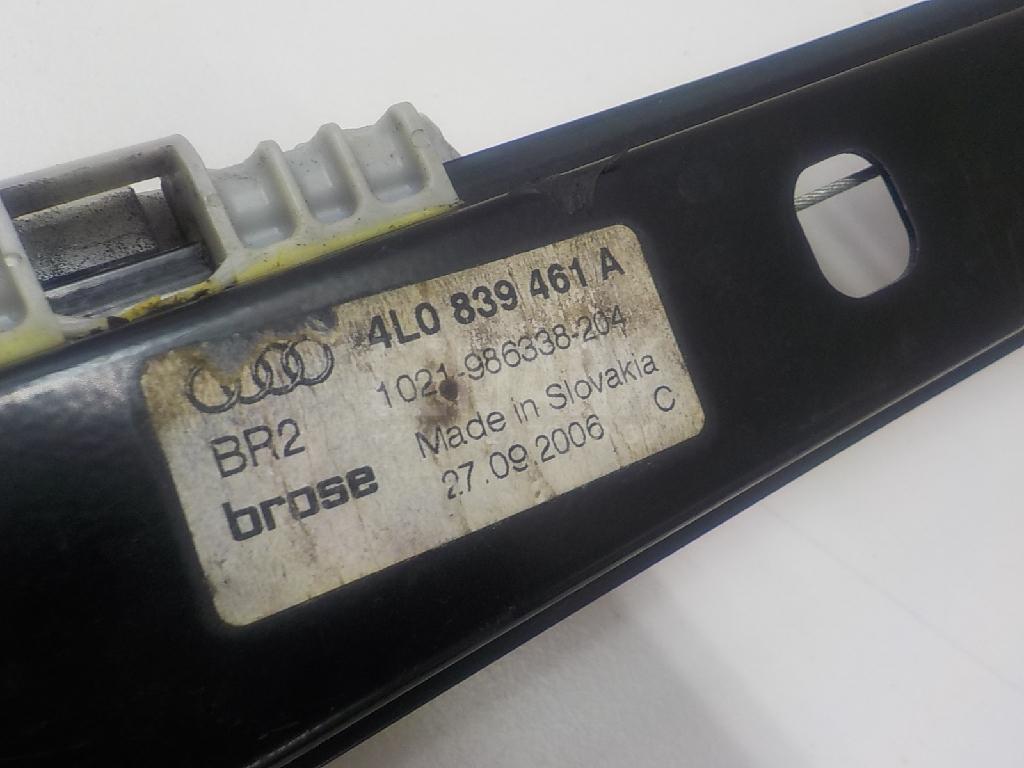 4L0 839 461 A
1021-986338-204
BR2
Made in Slovakia
brose
27.09.2006 C